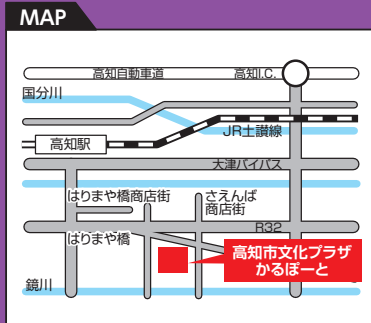 MAP
高知自動車道
高知I.C.
国分川
JR土讃線
高知駅
大津バイパス
はりまや橋商店街
さえんば
商店街
R32
はりまや橋
高知市文化プラザ
かるぽーと
鏡川